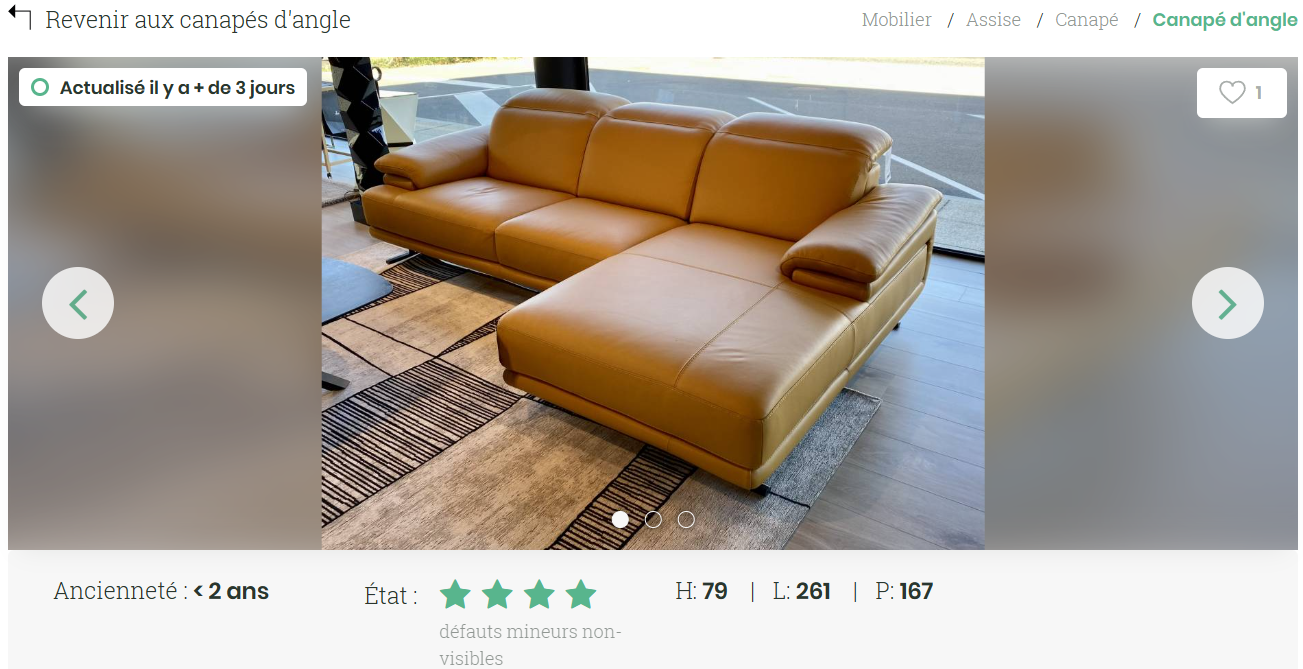 Revenir aux canapés d'angle
Mobilier / Assise / Canapé / Canapé d'angle
Actualisé il y a + de 3 jours
1
Ancienneté : < 2 ans
État :
H: 79 | L: 261 | P: 167
défauts mineurs non-
visibles